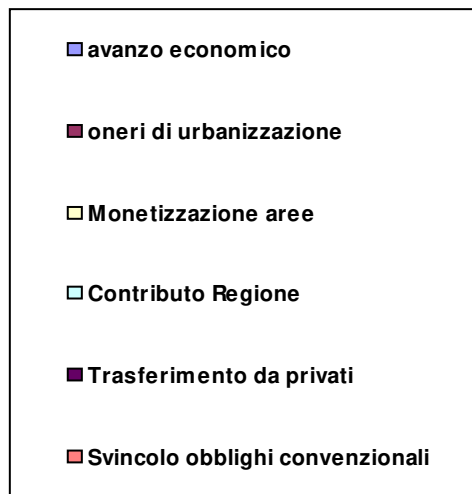 avanzo economico
oneri di urbanizzazione
Monetizzazione aree
Contributo Regione
Trasferimento da privati
Svincolo obblighi convenzionali